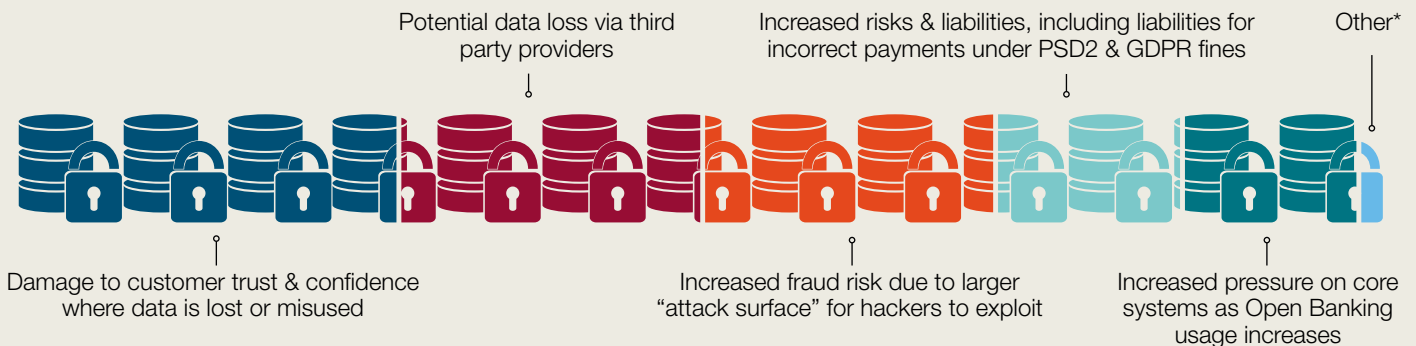 Potential data loss via third
party providers
Increased risks & liabilities, including liabilities for
incorrect payments under PSD2 & GDPR fines
Other*
Damage to customer trust & confidence
where data is lost or misused
Increased fraud risk due to larger
“attack surface” for hackers to exploit
Increased pressure on core
systems as Open Banking
usage increases